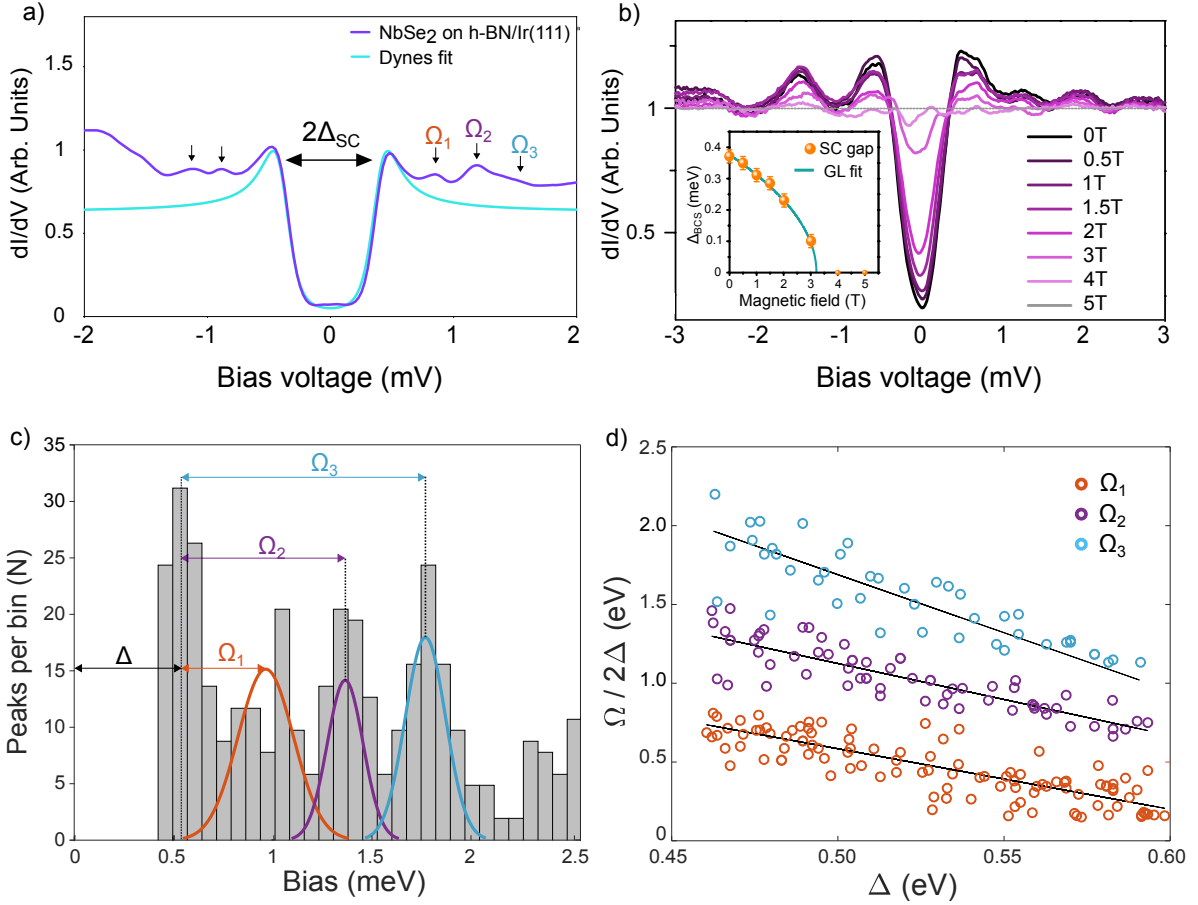 a)
NbSe2 on h-BN/Ir(111)
Dynes fit
2ΔSC
Ω1
Ω2
Ω3
dI/dV (Arb. Units)
1.5
1
0.5
0
-2
-1
0
1
2
Bias voltage (mV)
b)
dI/dV (Arb. Units)
1
0.5
SC gap
GL fit
ΔBCS (meV)
0.4
0.3
0.2
0.1
0
0
1
2
3
4
5
Magnetic field (T)
0T
0.5T
1T
1.5T
2T
3T
4T
5T
-3
-2
-1
0
1
2
3
Bias voltage (mV)
c)
Peaks per bin (N)
35
30
25
20
15
10
5
0
Ω3
Ω2
Δ
Ω1
0
0.5
1
1.5
2
2.5
Bias (meV)
d)
Ω / 2Δ (eV)
2.5
2.0
1.5
1.0
0.5
0
Ω1
Ω2
Ω3
0.45
0.50
0.55
0.60
Δ (eV)